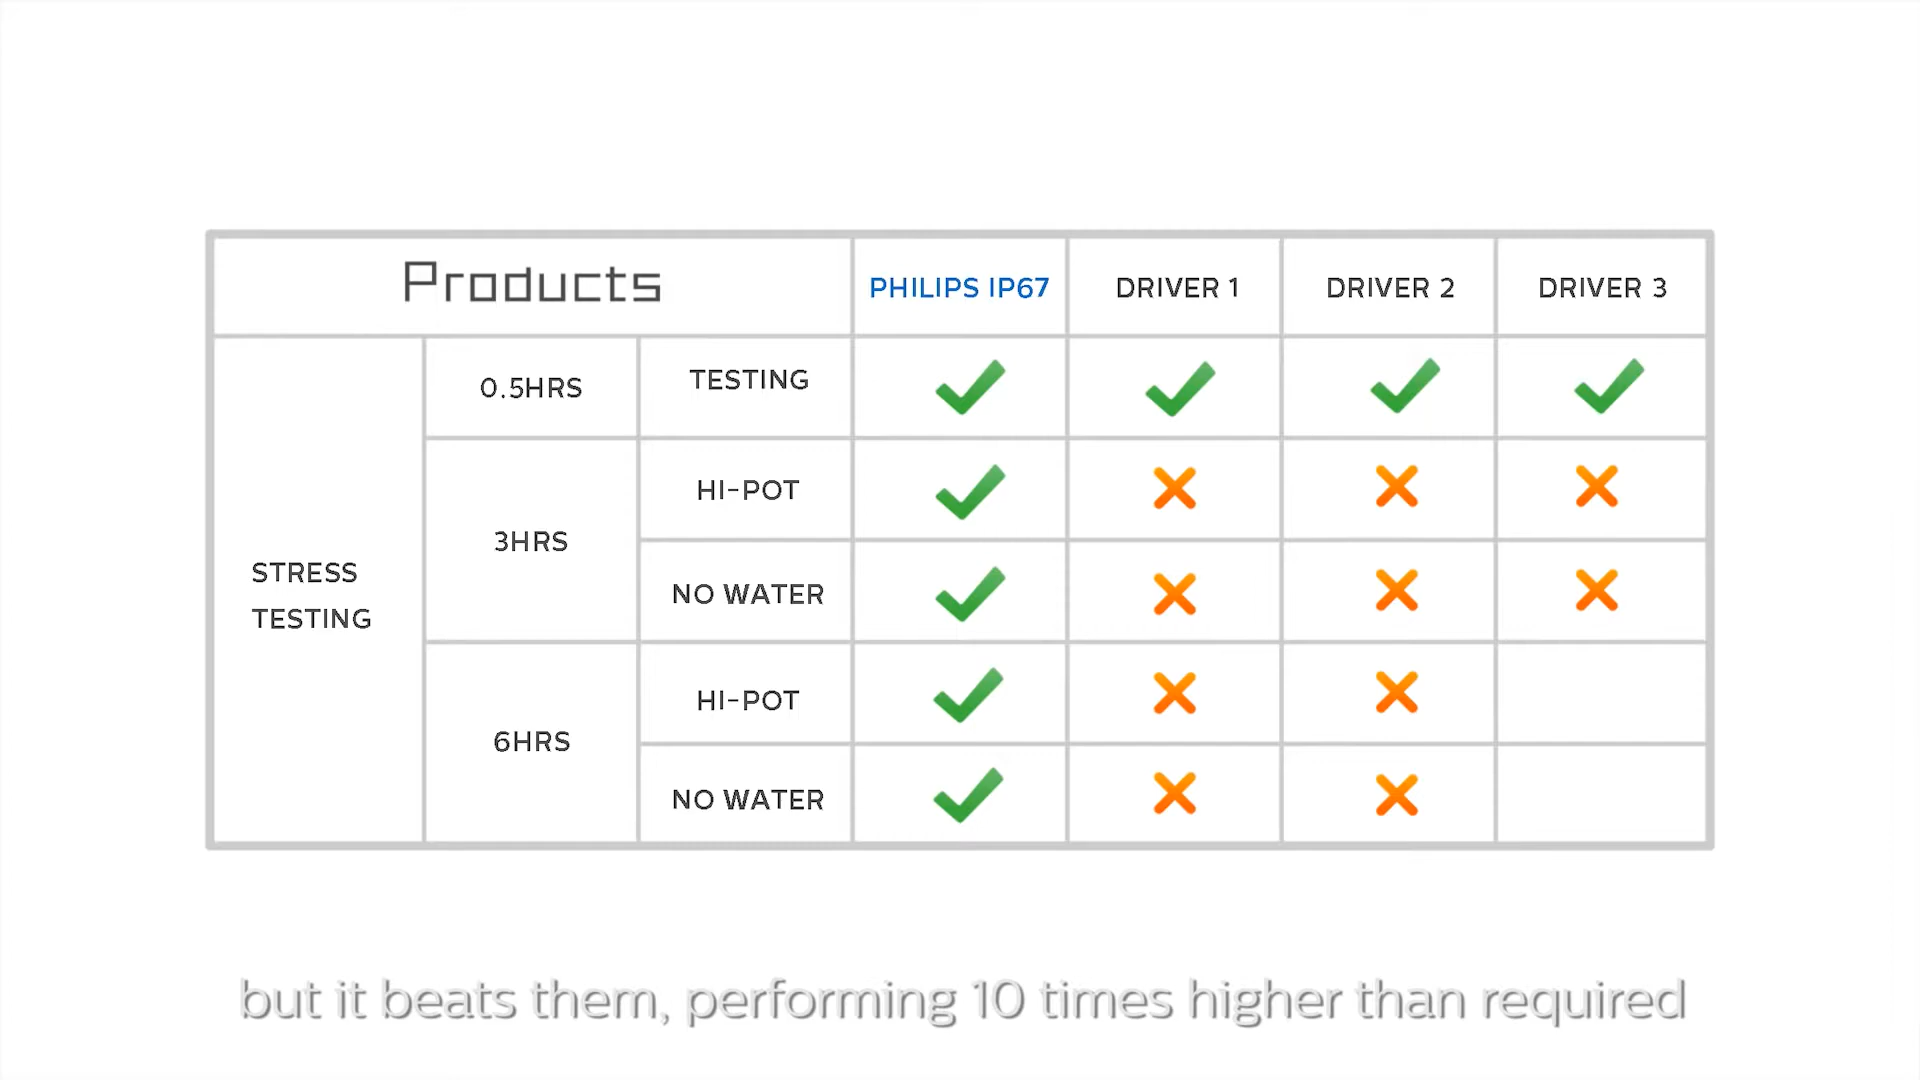 Products
PHILIPS IP67
DRIVER 1
DRIVER 2
DRIVER 3
STRESS
TESTING
0.5HRS
TESTING
3HRS
HI-POT
NO WATER
6HRS
HI-POT
NO WATER
but it beats them, performing 10 times higher than required